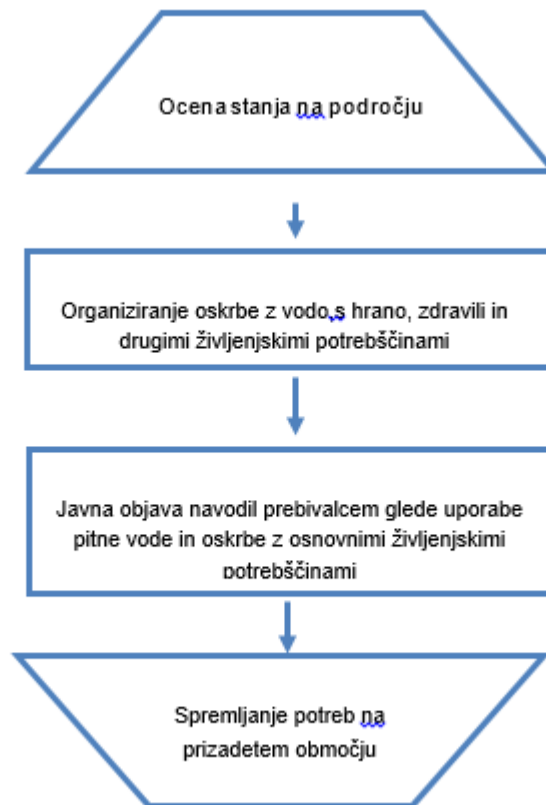 Ocena stanja na področju
Organiziranje oskrbe z vodo,s hrano, zdravili in
drugimi življenjskimi potrebščinami
Javna objava navodil prebivalcem glede uporabe
pitne vode in oskrbe z osnovnimi življenjskimi
potrebščinami
Spremljanje potreb na
prizadetem območju